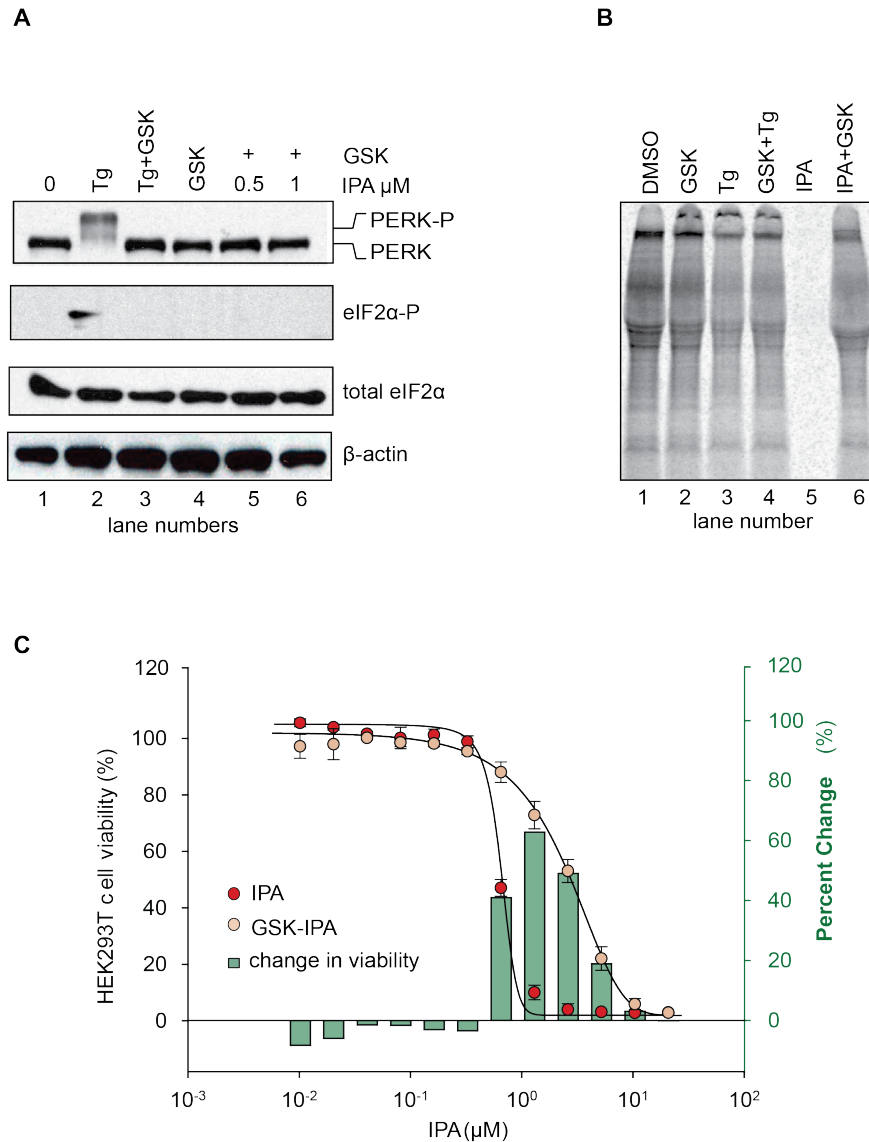 A
B
0
Tg
Tg+GSK
GSK
+ + GSK
0.5 1 IPA µM
PERK-P
PERK
eIF2α-P
total eIF2α
β-actin
1 2 3 4 5 6
lane numbers
DMSO
GSK
Tg
GSK+Tg
IPA
IPA+GSK
1 2 3 4 5 6
lane number
C
HEK293T cell viability (%)
120
100
80
60
40
20
0
IPA
GSK-IPA
change in viability
120
100
80
60
40
20
0
Percent Change (%)
10⁻³ 10⁻² 10⁻¹ 10⁰ 10¹ 10²
IPA (µM)